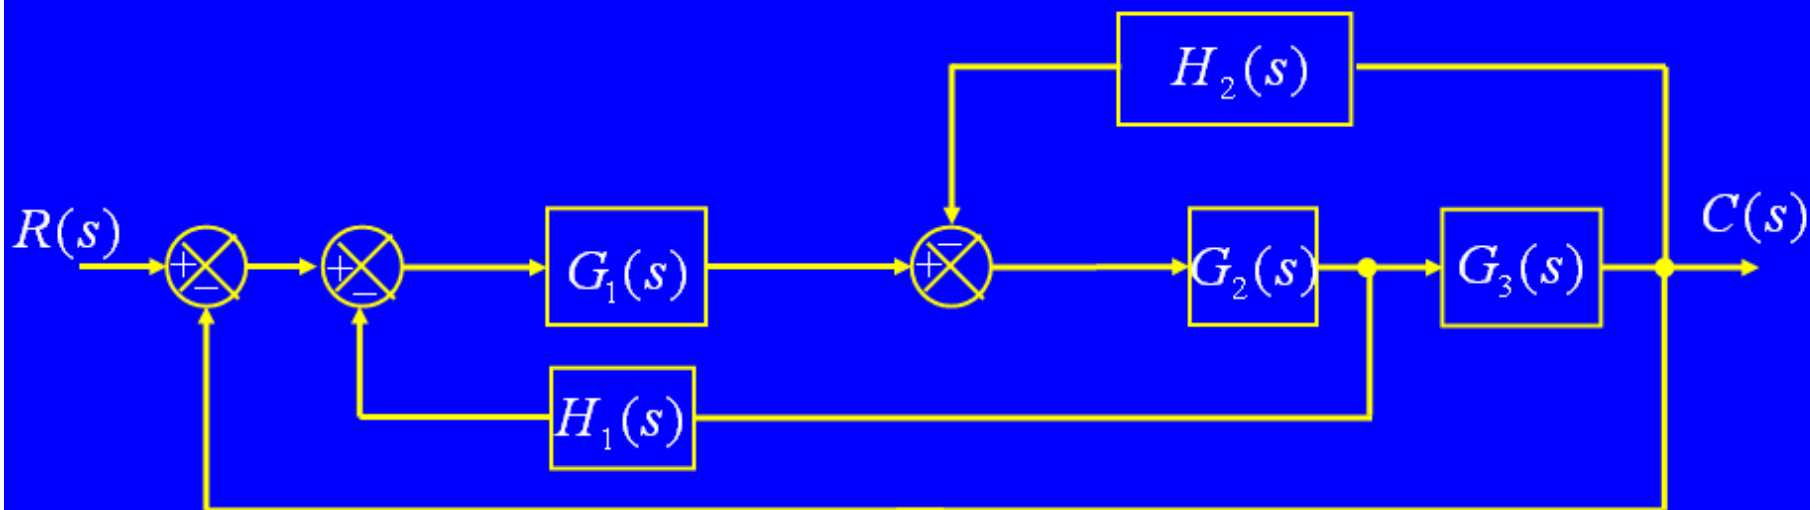 H₂(s)
R(s)
+
−
+
−
G₁(s)
+
−
G₂(s)
G₃(s)
C(s)
H₁(s)